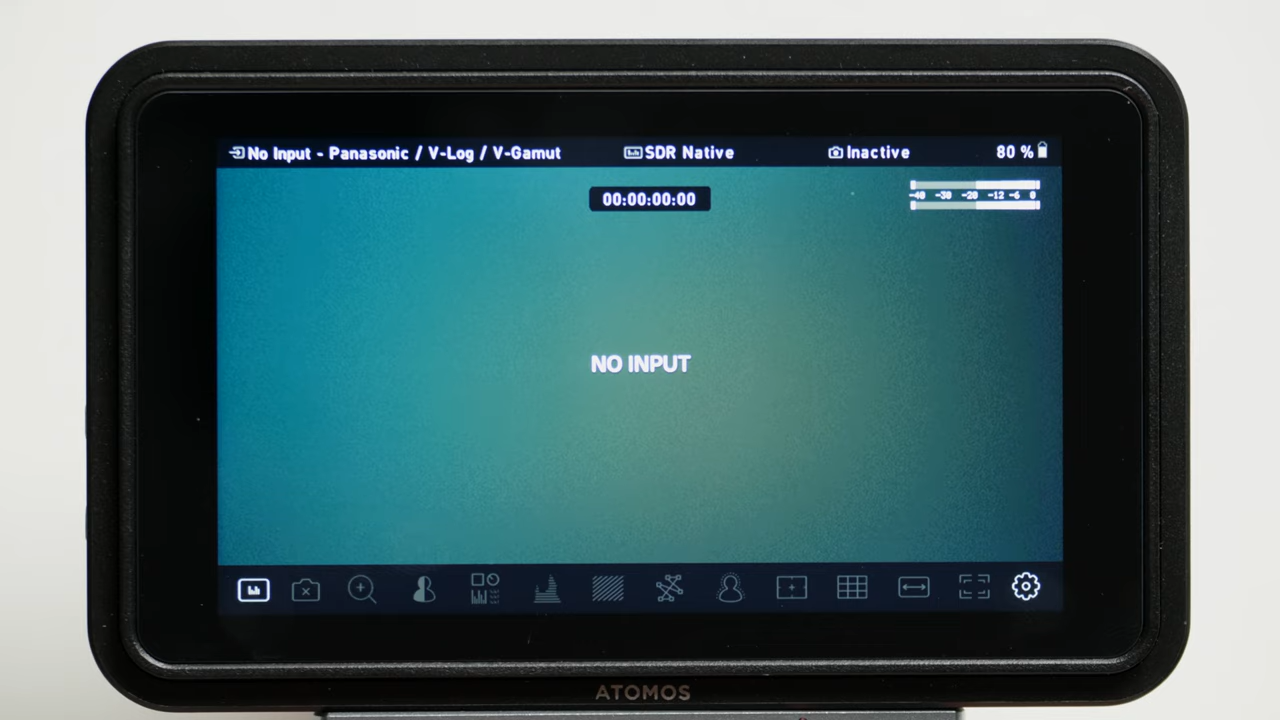 No Input - Panasonic / V-Log / V-Gamut SDR Native Inactive 80 %
00:00:00:00
-40 -30 -20 -12 -6 0
NO INPUT
ATOMOS